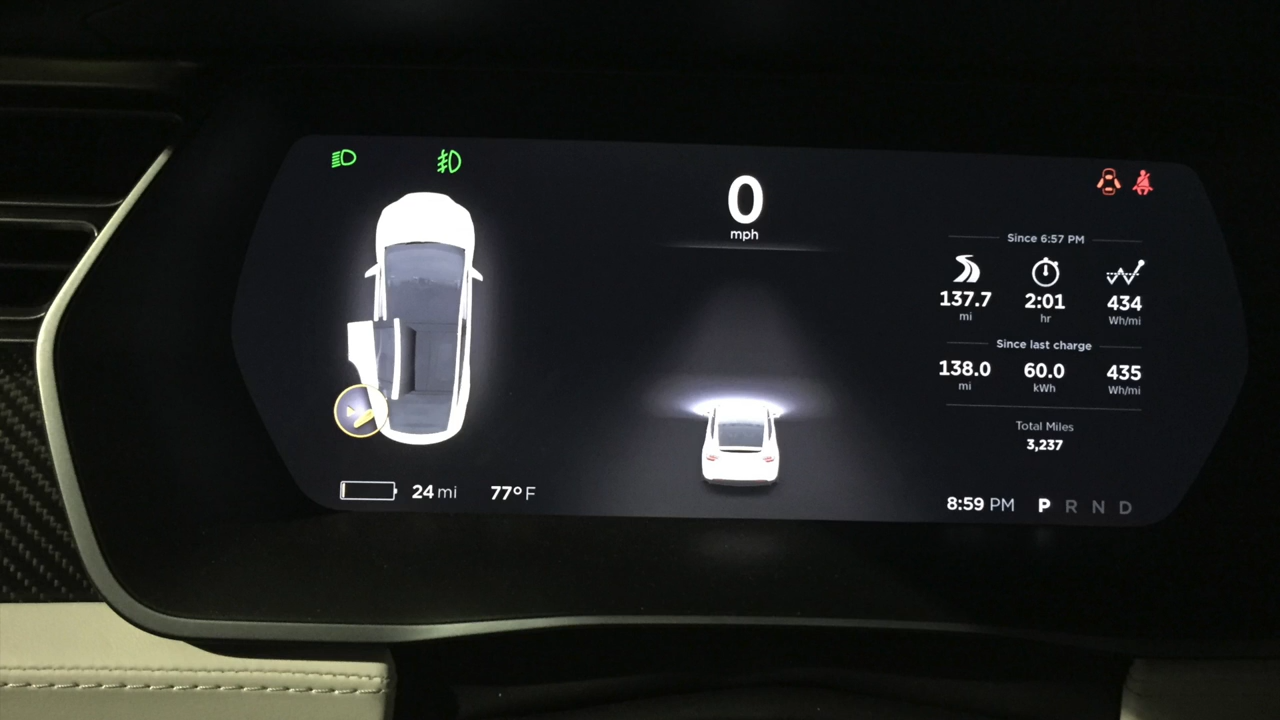 0
mph
Since 6:57 PM
137.7 2:01 434
mi hr Wh/mi
Since last charge
138.0 60.0 435
mi kWh Wh/mi
Total Miles
3,237
24 mi 77°F
8:59 PM P R N D